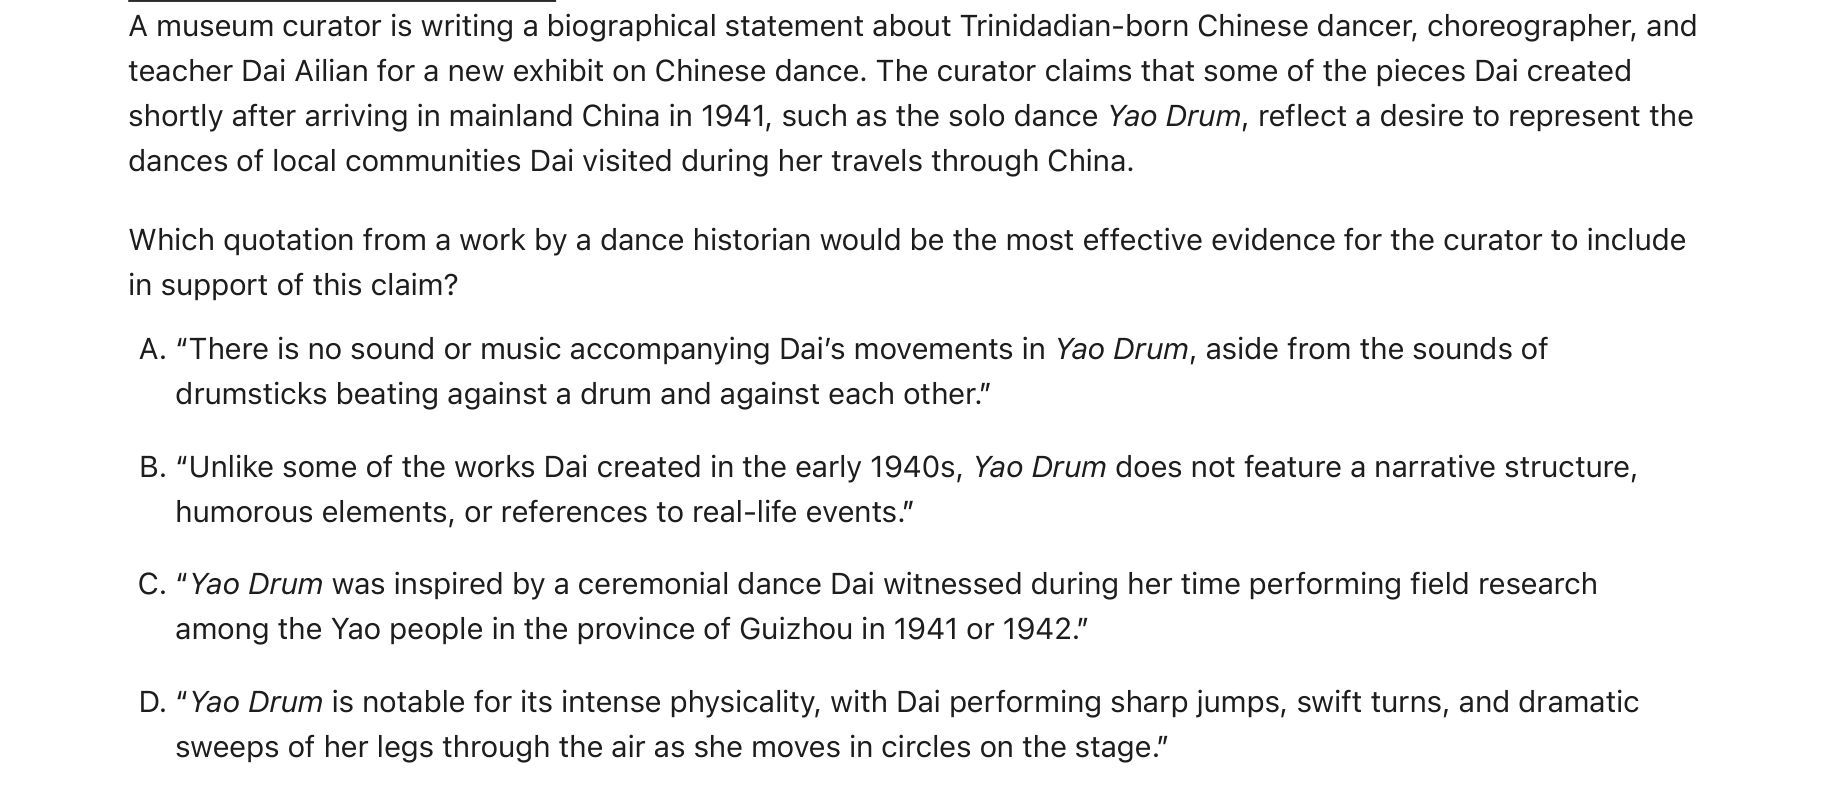 A museum curator is writing a biographical statement about Trinidadian-born Chinese dancer, choreographer, and
teacher Dai Ailian for a new exhibit on Chinese dance. The curator claims that some of the pieces Dai created
shortly after arriving in mainland China in 1941, such as the solo dance Yao Drum, reflect a desire to represent the
dances of local communities Dai visited during her travels through China.
Which quotation from a work by a dance historian would be the most effective evidence for the curator to include
in support of this claim?
A. “There is no sound or music accompanying Dai’s movements in Yao Drum, aside from the sounds of
drumsticks beating against a drum and against each other.”
B. “Unlike some of the works Dai created in the early 1940s, Yao Drum does not feature a narrative structure,
humorous elements, or references to real-life events.”
C. “Yao Drum was inspired by a ceremonial dance Dai witnessed during her time performing field research
among the Yao people in the province of Guizhou in 1941 or 1942.”
D. “Yao Drum is notable for its intense physicality, with Dai performing sharp jumps, swift turns, and dramatic
sweeps of her legs through the air as she moves in circles on the stage.”